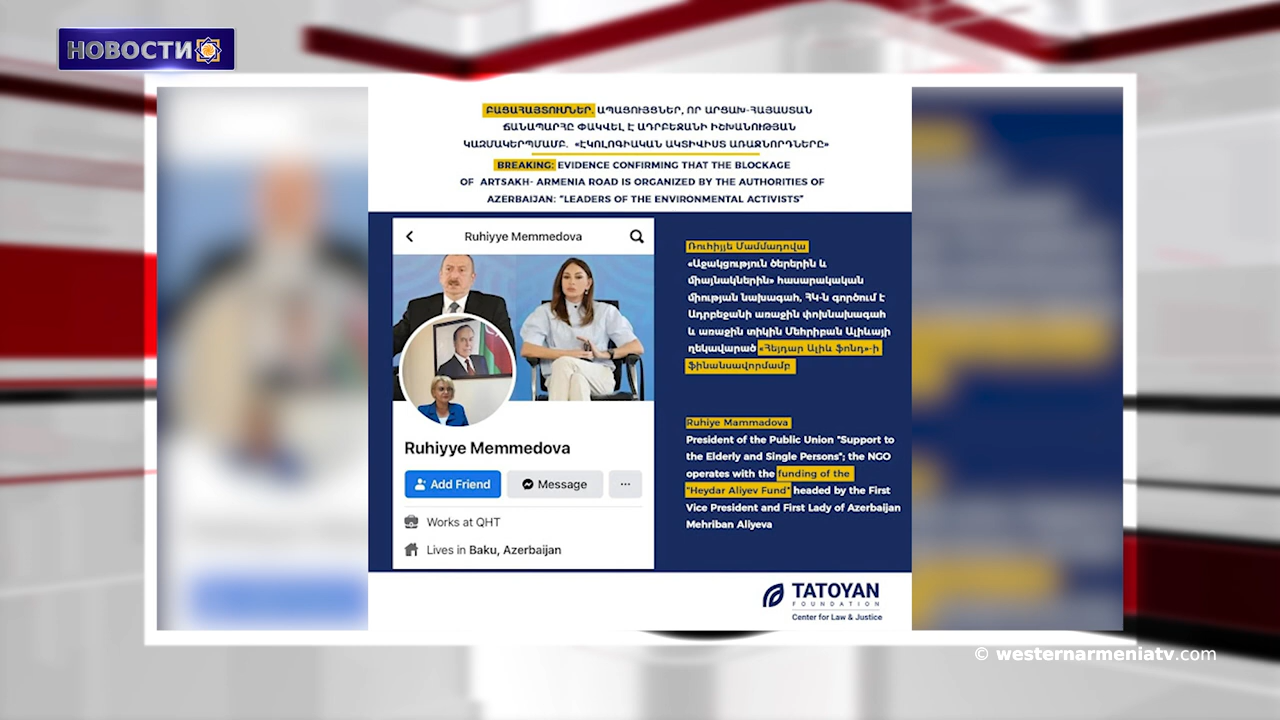 НОВОСТИ
ԲԱՑԱՀԱՅՏՈՒՄՆԵՐ. ԱՊԱՑՈՒՅՑՆԵՐ, ՈՐ ԱՐՑԱԽ-ՀԱՅԱՍՏԱՆ
ՃԱՆԱՊԱՐՀԸ ՓԱԿՎԵԼ Է ԱԴՐԲԵՋԱՆԻ ԻՇԽԱՆՈՒԹՅԱՆ
ԿԱԶՄԱԿԵՐՊՄԱՄԲ. «ԷԿՈԼՈԳԻԱԿԱՆ ԱԿՏԻՎԻՍՏ ԱՌԱՋՆՈՐԴՆԵՐԸ»
BREAKING: EVIDENCE CONFIRMING THAT THE BLOCKAGE
OF ARTSAKH- ARMENIA ROAD IS ORGANIZED BY THE AUTHORITIES OF
AZERBAIJAN: "LEADERS OF THE ENVIRONMENTAL ACTIVISTS"
Ruhiyye Memmedova
Ruhiyye Memmedova
Add Friend
Message
...
Works at QHT
Lives in Baku, Azerbaijan
Ռուհիյյե Մամմադովա
«Աջակցություն ծերերին և
միայնակներին» հասարակական
միության նախագահ, ՀԿ-ն գործում է
Ադրբեջանի առաջին փոխնախագահ
և առաջին տիկին Մեհրիբան Ալիևայի
ղեկավարած «Հեյդար Ալիև ֆոնդ»-ի
ֆինանսավորմամբ
Ruhiye Mammadova
President of the Public Union "Support to
the Elderly and Single Persons"; the NGO
operates with the funding of the
"Heydar Aliyev Fund" headed by the First
Vice President and First Lady of Azerbaijan
Mehriban Aliyeva
TATOYAN
FOUNDATION
Center for Law & Justice
© westernarmeniatv.com